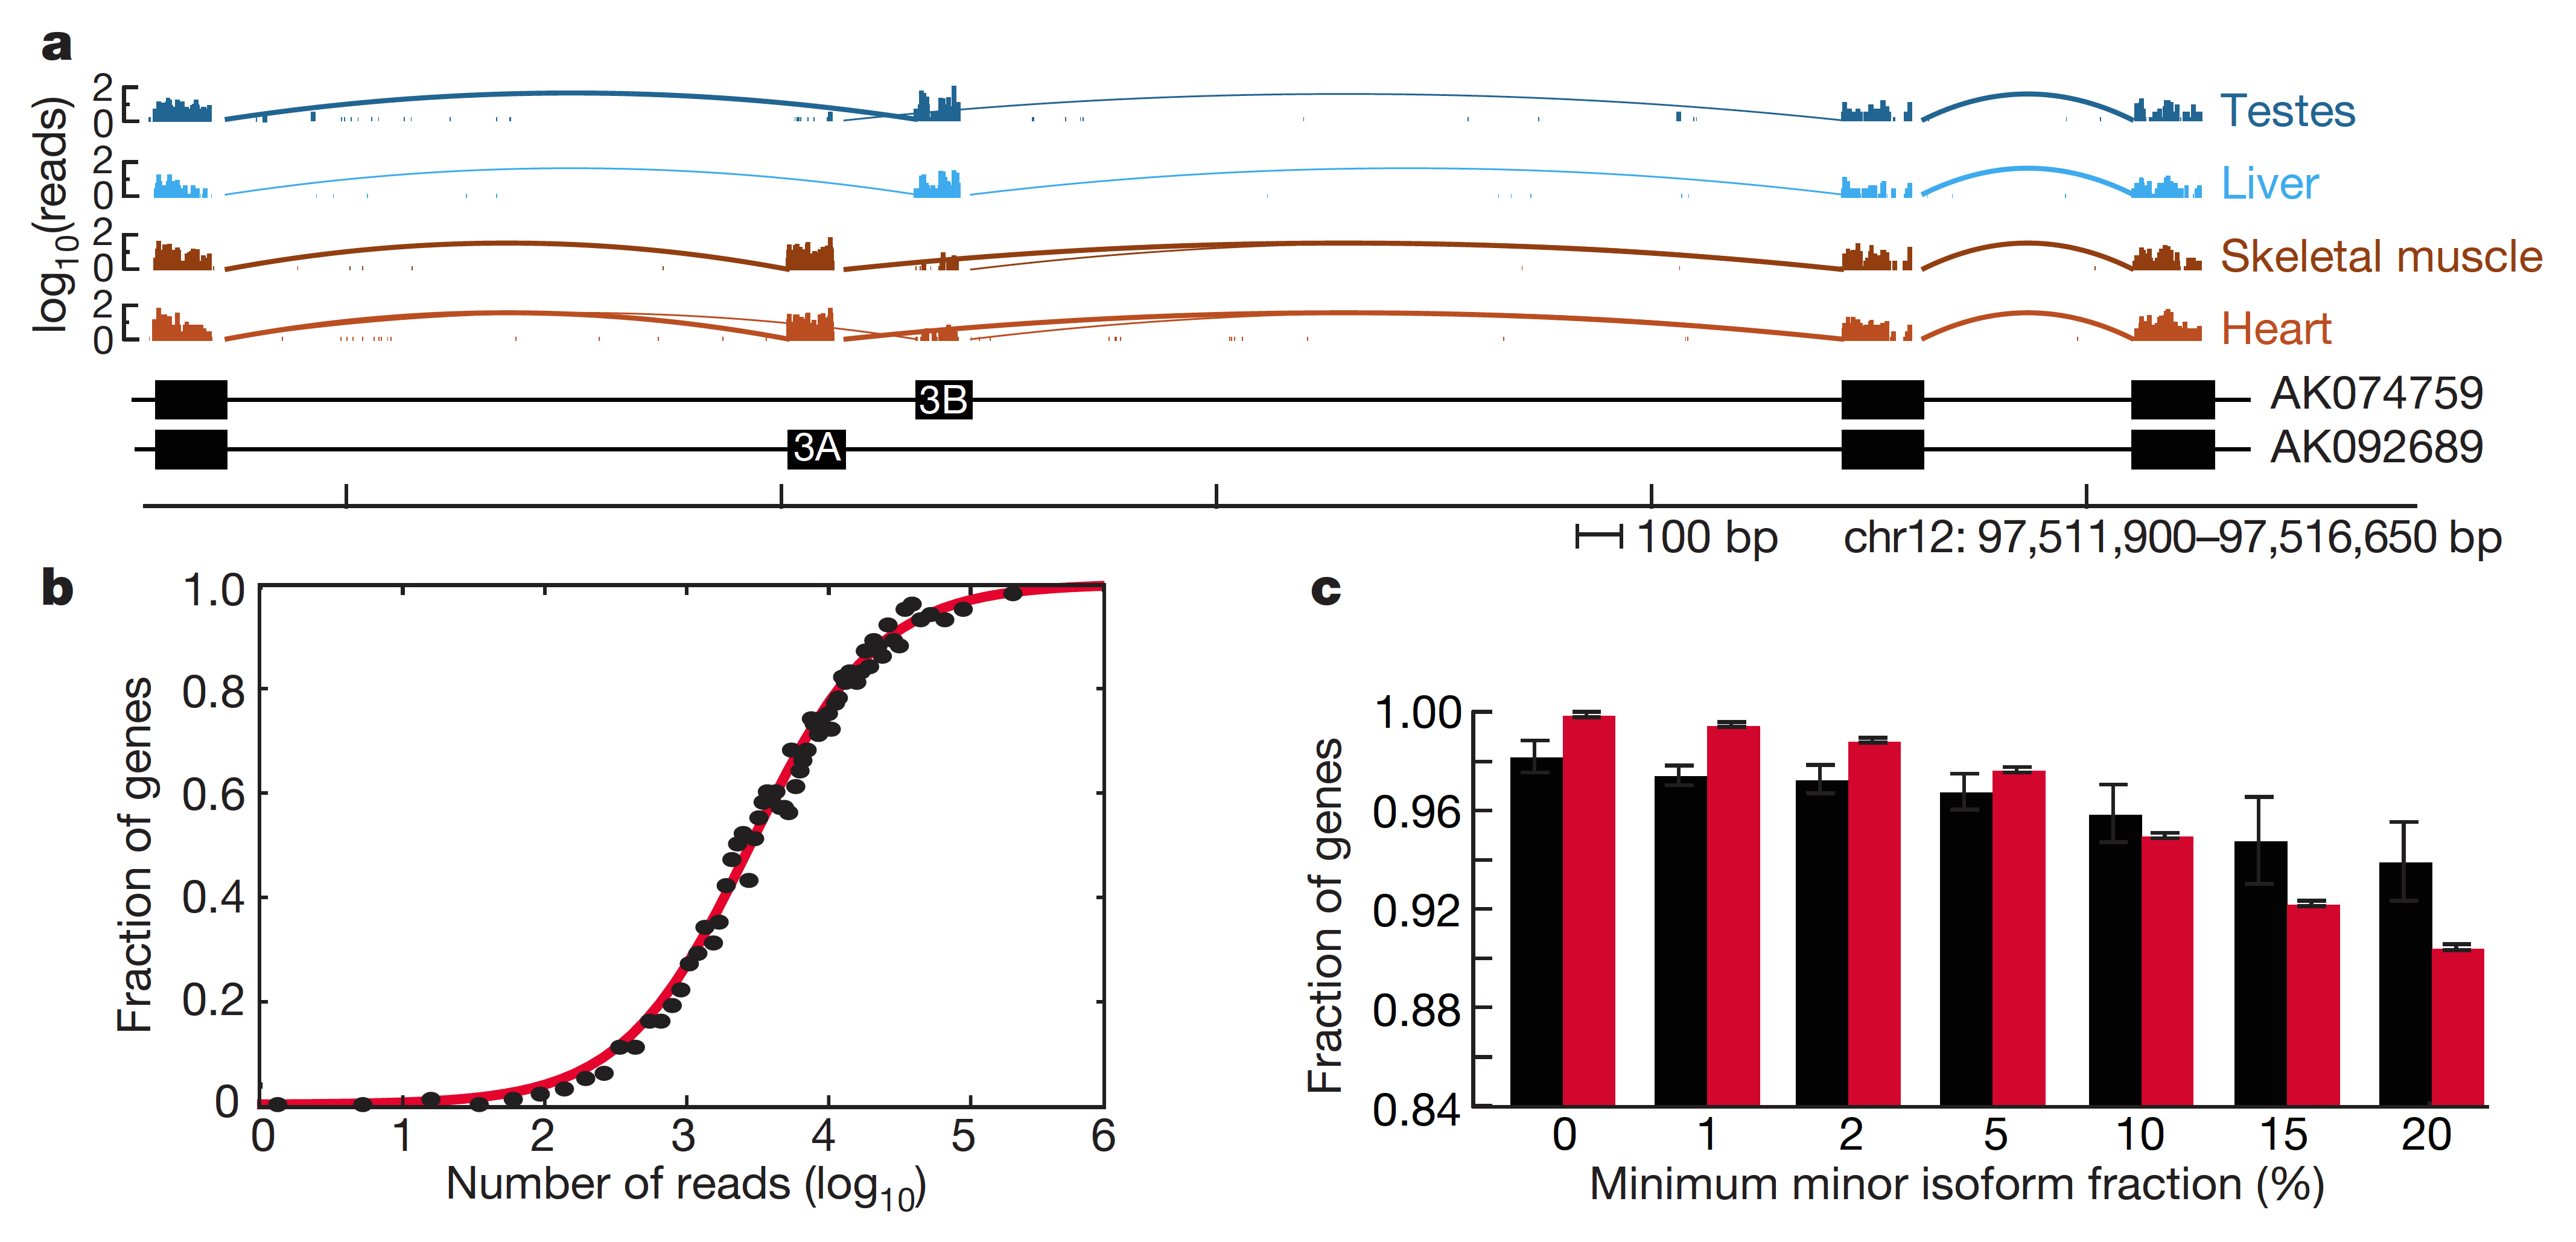 a
log10(reads)
2
0
Testes
2
0
Liver
2
0
Skeletal muscle
2
0
Heart
3B
AK074759
3A
AK092689
100 bp
chr12: 97,511,900–97,516,650 bp
b
Fraction of genes
1.0
0.8
0.6
0.4
0.2
0
0 1 2 3 4 5 6
Number of reads (log10)
c
Fraction of genes
1.00
0.96
0.92
0.88
0.84
0 1 2 5 10 15 20
Minimum minor isoform fraction (%)